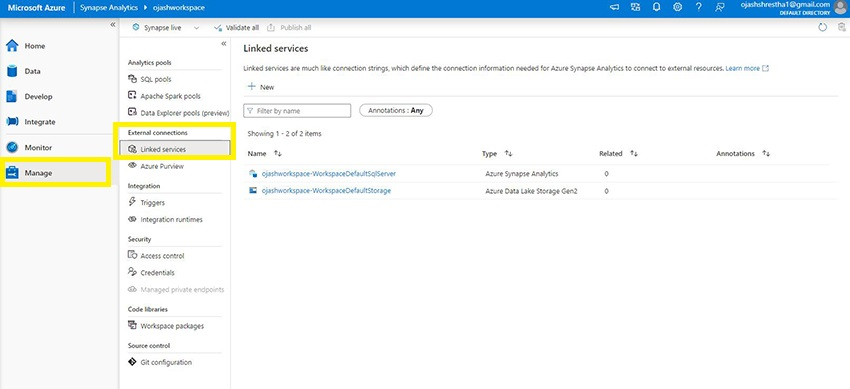 Microsoft Azure Synapse Analytics ojashworkspace
ojashshrestha1@gmail.com
DEFAULT DIRECTORY
«
Home
Data
Develop
Integrate
Monitor
Manage
Synapse live Validate all Publish all
«
Analytics pools
SQL pools
Apache Spark pools
Data Explorer pools (preview)
External connections
Linked services
Azure Purview
Integration
Triggers
Integration runtimes
Security
Access control
Credentials
Managed private endpoints
Code libraries
Workspace packages
Source control
Git configuration
Linked services
Linked services are much like connection strings, which define the connection information needed for Azure Synapse Analytics to connect to external resources. Learn more
+ New
Filter by name Annotations : Any
Showing 1 - 2 of 2 items
Name Type Related Annotations
ojashworkspace-WorkspaceDefaultSqlServer Azure Synapse Analytics 0
ojashworkspace-WorkspaceDefaultStorage Azure Data Lake Storage Gen2 0